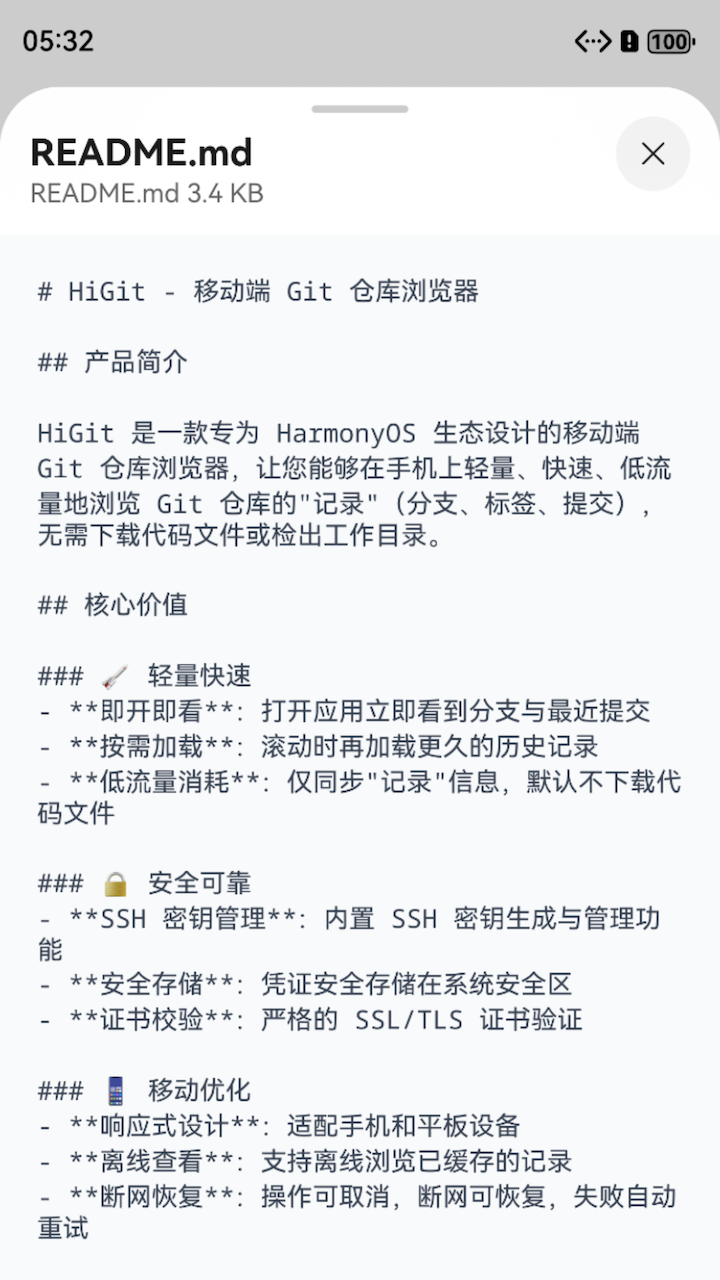 05:32
100
README.md
README.md 3.4 KB
# HiGit - 移动端 Git 仓库浏览器
## 产品简介
HiGit 是一款专为 HarmonyOS 生态设计的移动端
Git 仓库浏览器，让您能够在手机上轻量、快速、低流
量地浏览 Git 仓库的"记录"（分支、标签、提交），
无需下载代码文件或检出工作目录。
## 核心价值
### 🚀 轻量快速
- **即开即看**: 打开应用立即看到分支与最近提交
- **按需加载**: 滚动时再加载更久的历史记录
- **低流量消耗**: 仅同步"记录"信息，默认不下载代
码文件
### 🔒 安全可靠
- **SSH 密钥管理**: 内置 SSH 密钥生成与管理功
能
- **安全存储**: 凭证安全存储在系统安全区
- **证书校验**: 严格的 SSL/TLS 证书验证
### 📱 移动优化
- **响应式设计**: 适配手机和平板设备
- **离线查看**: 支持离线浏览已缓存的记录
- **断网恢复**: 操作可取消，断网可恢复，失败自动
重试